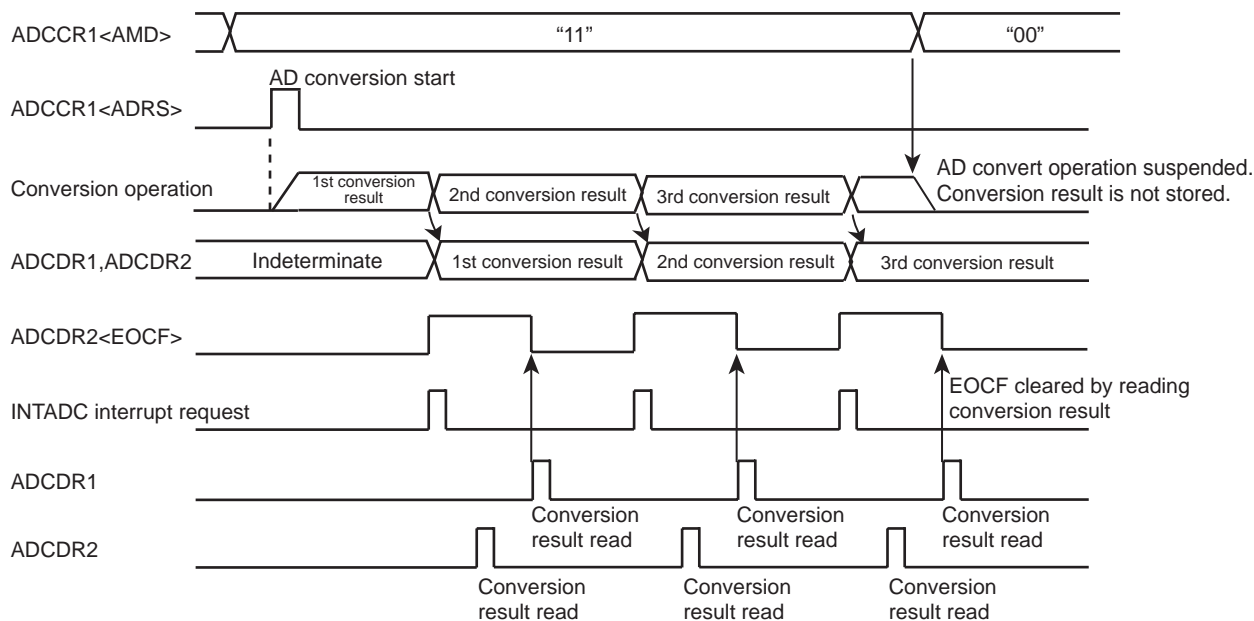 ADCCR1<AMD>
“11”
“00”
AD conversion start
ADCCR1<ADRS>
AD convert operation suspended.
Conversion result is not stored.
Conversion operation
1st conversion
result
2nd conversion result
3rd conversion result
ADCDR1,ADCDR2
Indeterminate
1st conversion result
2nd conversion result
3rd conversion result
ADCDR2<EOCF>
EOCF cleared by reading
conversion result
INTADC interrupt request
ADCDR1
Conversion
result read
Conversion
result read
Conversion
result read
ADCDR2
Conversion
result read
Conversion
result read
Conversion
result read